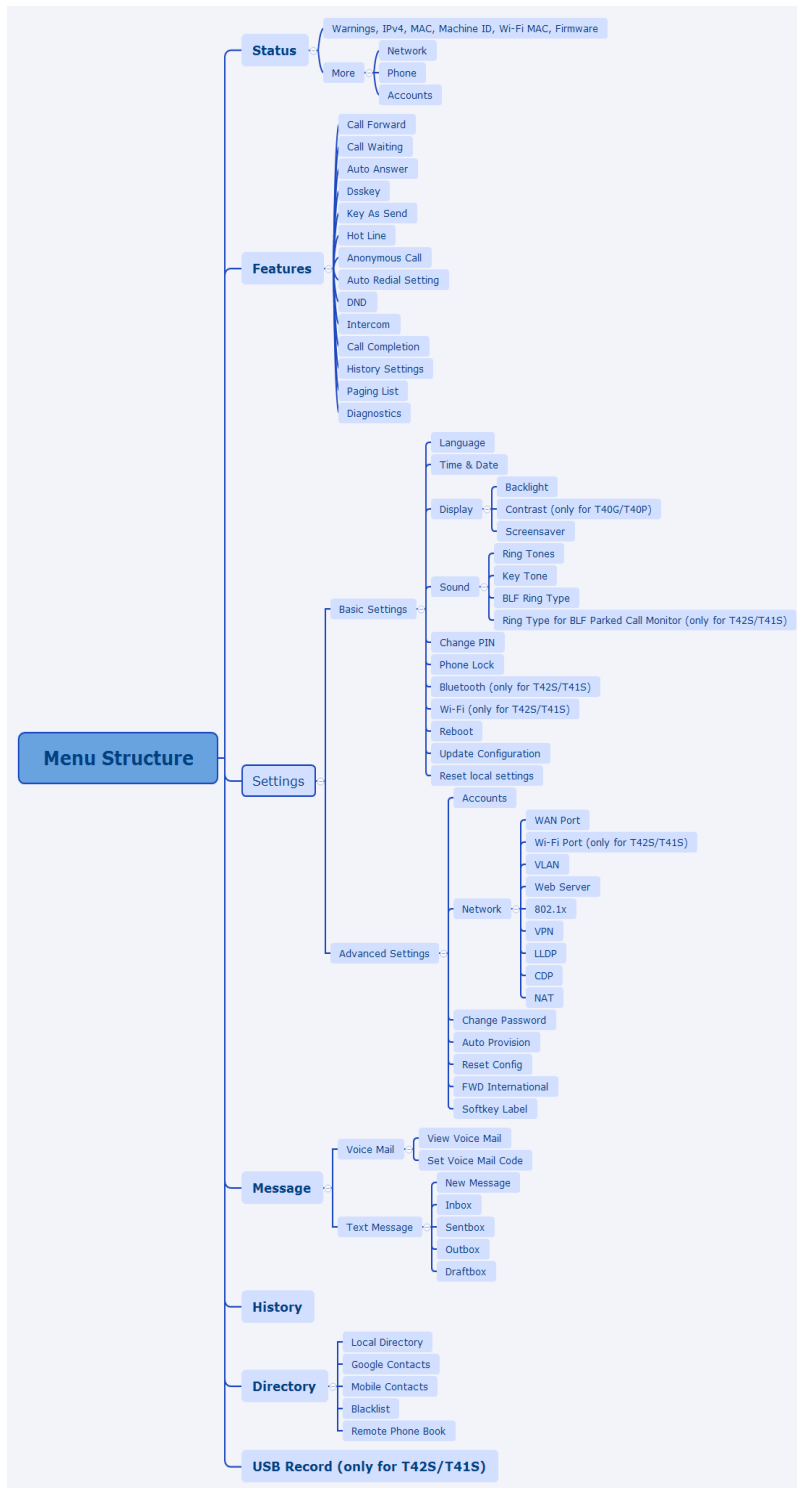 Menu Structure
Status
Warnings, IPv4, MAC, Machine ID, Wi-Fi MAC, Firmware
More
Network
Phone
Accounts
Features
Call Forward
Call Waiting
Auto Answer
Dsskey
Key As Send
Hot Line
Anonymous Call
Auto Redial Setting
DND
Intercom
Call Completion
History Settings
Paging List
Diagnostics
Settings
Basic Settings
Language
Time & Date
Display
Backlight
Contrast (only for T40G/T40P)
Screensaver
Sound
Ring Tones
Key Tone
BLF Ring Type
Ring Type for BLF Parked Call Monitor (only for T42S/T41S)
Change PIN
Phone Lock
Bluetooth (only for T42S/T41S)
Wi-Fi (only for T42S/T41S)
Reboot
Update Configuration
Reset local settings
Advanced Settings
Accounts
Network
WAN Port
Wi-Fi Port (only for T42S/T41S)
VLAN
Web Server
802.1x
VPN
LLDP
CDP
NAT
Change Password
Auto Provision
Reset Config
FWD International
Softkey Label
Message
Voice Mail
View Voice Mail
Set Voice Mail Code
Text Message
New Message
Inbox
Sentbox
Outbox
Draftbox
History
Directory
Local Directory
Google Contacts
Mobile Contacts
Blacklist
Remote Phone Book
USB Record (only for T42S/T41S)